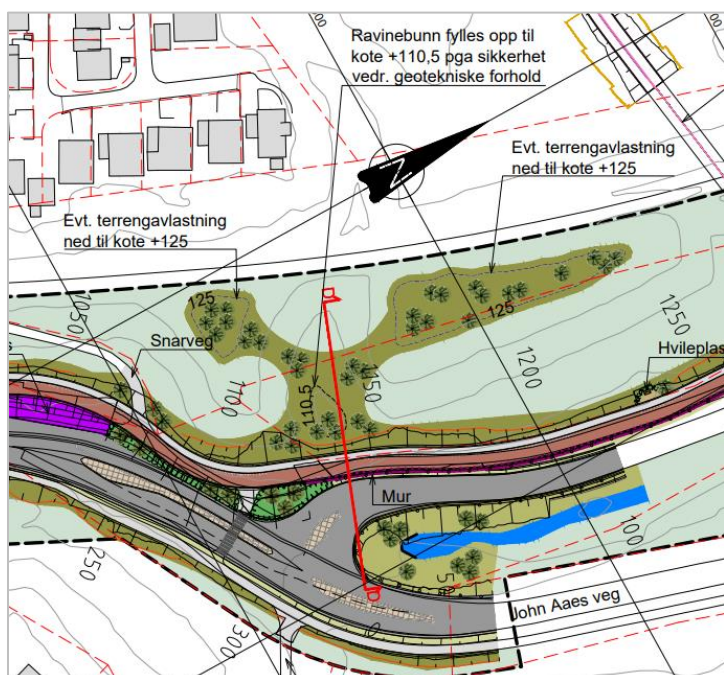 Ravinebunn fylles opp til
kote +110,5 pga sikkerhet
vedr. geotekniske forhold
Evt. terrengavlastning
ned til kote +125
Evt. terrengavlastning
ned til kote +125
N
125
125
1050
Snarveg
1100
110,5
1150
1200
1250
Hvileplas
Mur
250
300
50
100
John Aaes veg